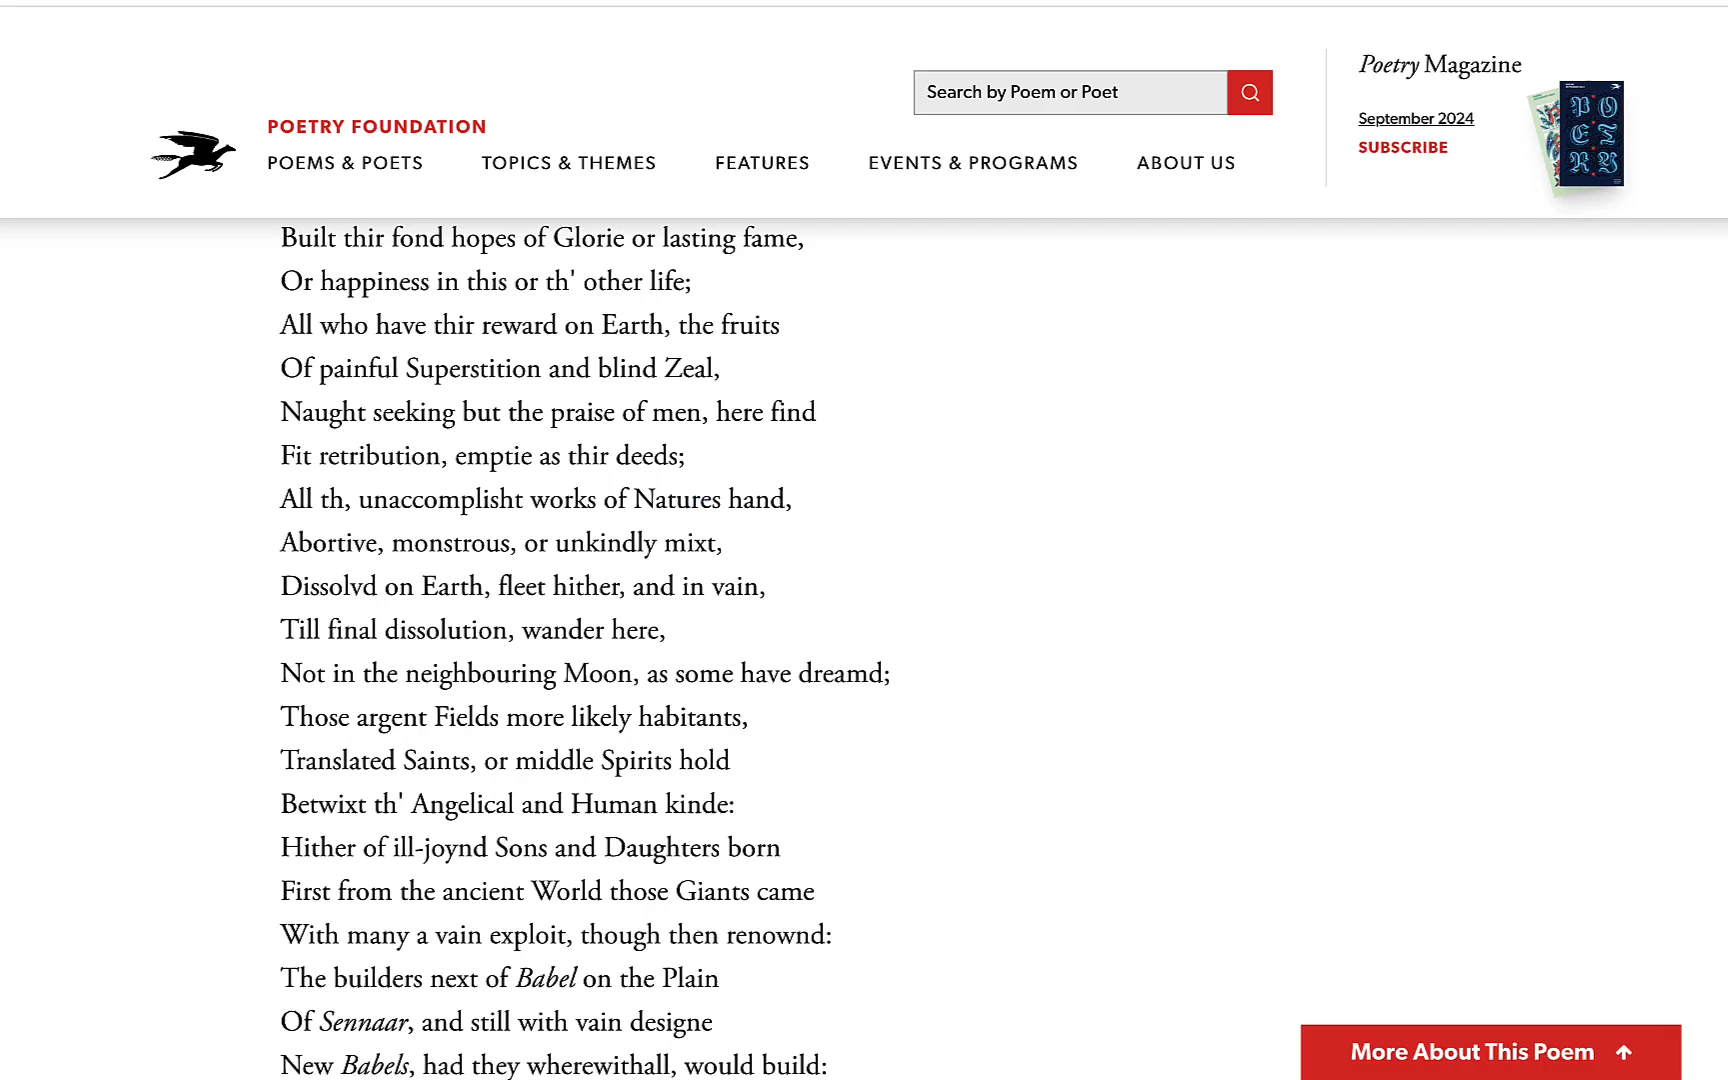 Search by Poem or Poet
Poetry Magazine
September 2024
SUBSCRIBE
POETRY
POETRY FOUNDATION
POEMS & POETS
TOPICS & THEMES
FEATURES
EVENTS & PROGRAMS
ABOUT US
Built thir fond hopes of Glorie or lasting fame,
Or happiness in this or th' other life;
All who have thir reward on Earth, the fruits
Of painful Superstition and blind Zeal,
Naught seeking but the praise of men, here find
Fit retribution, emptie as thir deeds;
All th, unaccomplisht works of Natures hand,
Abortive, monstrous, or unkindly mixt,
Dissolvd on Earth, fleet hither, and in vain,
Till final dissolution, wander here,
Not in the neighbouring Moon, as some have dreamd;
Those argent Fields more likely habitants,
Translated Saints, or middle Spirits hold
Betwixt th' Angelical and Human kinde:
Hither of ill-joynd Sons and Daughters born
First from the ancient World those Giants came
With many a vain exploit, though then renownd:
The builders next of Babel on the Plain
Of Sennaar, and still with vain designe
New Babels, had they wherewithall, would build:
More About This Poem